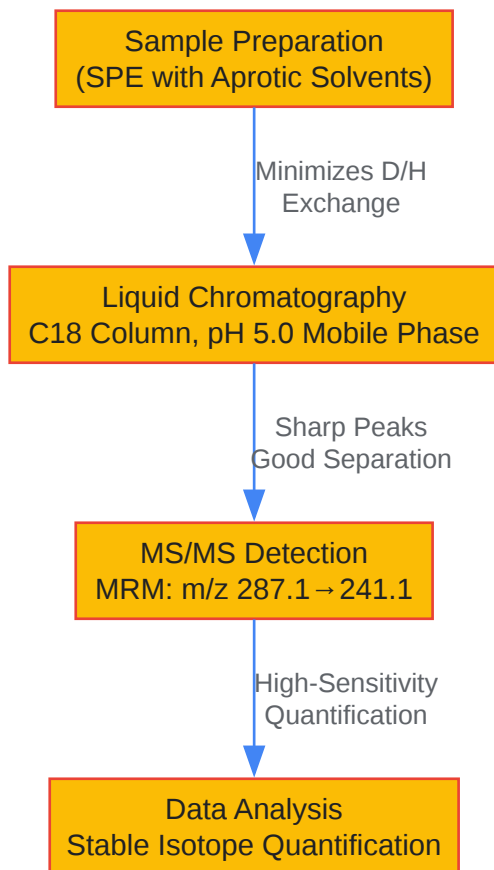 Sample Preparation
(SPE with Aprotic Solvents)
Minimizes D/H
Exchange
Liquid Chromatography
C18 Column, pH 5.0 Mobile Phase
Sharp Peaks
Good Separation
MS/MS Detection
MRM: m/z 287.1→241.1
High-Sensitivity
Quantification
Data Analysis
Stable Isotope Quantification